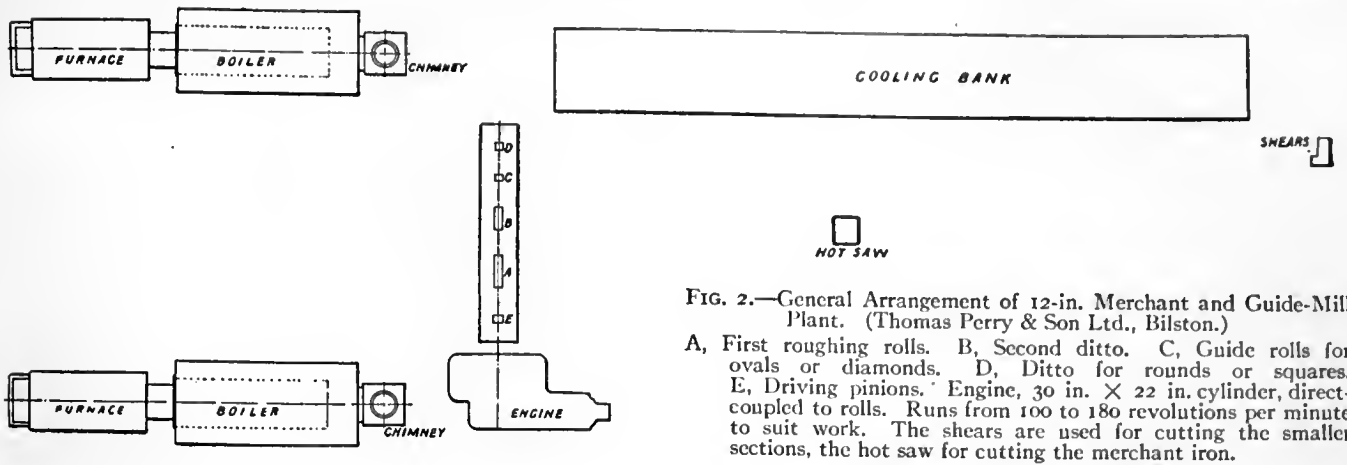 FURNACE
BOILER
CHIMNEY
COOLING BANK
SHEARS
D
C
B
A
E
HOT SAW
FURNACE
BOILER
CHIMNEY
ENGINE
FIG. 2.—General Arrangement of 12-in. Merchant and Guide-Mill
Plant. (Thomas Perry & Son Ltd., Bilston.)
A, First roughing rolls. B, Second ditto. C, Guide rolls for
ovals or diamonds. D, Ditto for rounds or squares.
E, Driving pinions. Engine, 30 in. × 22 in. cylinder, direct-
coupled to rolls. Runs from 100 to 180 revolutions per minute
to suit work. The shears are used for cutting the smaller
sections, the hot saw for cutting the merchant iron.